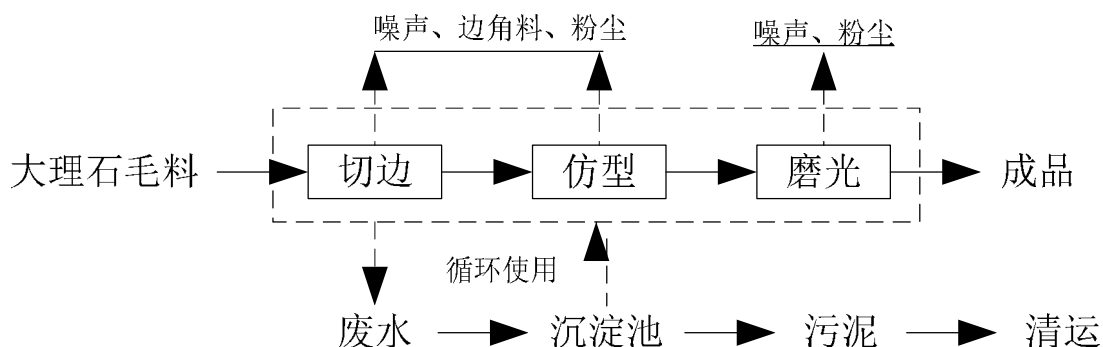 噪声、边角料、粉尘
噪声、粉尘
大理石毛料
切边
仿型
磨光
成品
循环使用
废水
沉淀池
污泥
清运